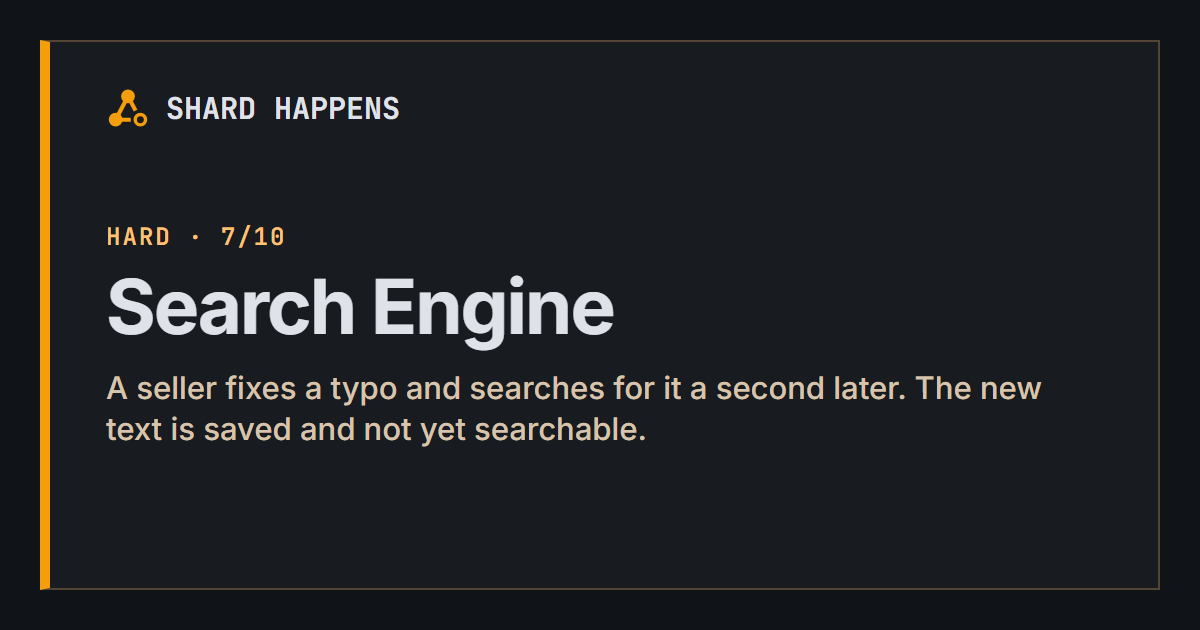 SHARD HAPPENS
HARD · 7/10
Search Engine
A seller fixes a typo and searches for it a second later. The new
text is saved and not yet searchable.